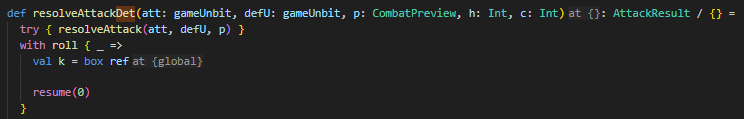 def resolveAttackDet(att: gameUnbit, defU: gameUnbit, p: CombatPreview, h: Int, c: Int) at {}: AttackResult / {} =
try { resolveAttack(att, defU, p) }
with roll { _ =>
val k = box ref at {global}
resume(0)
}